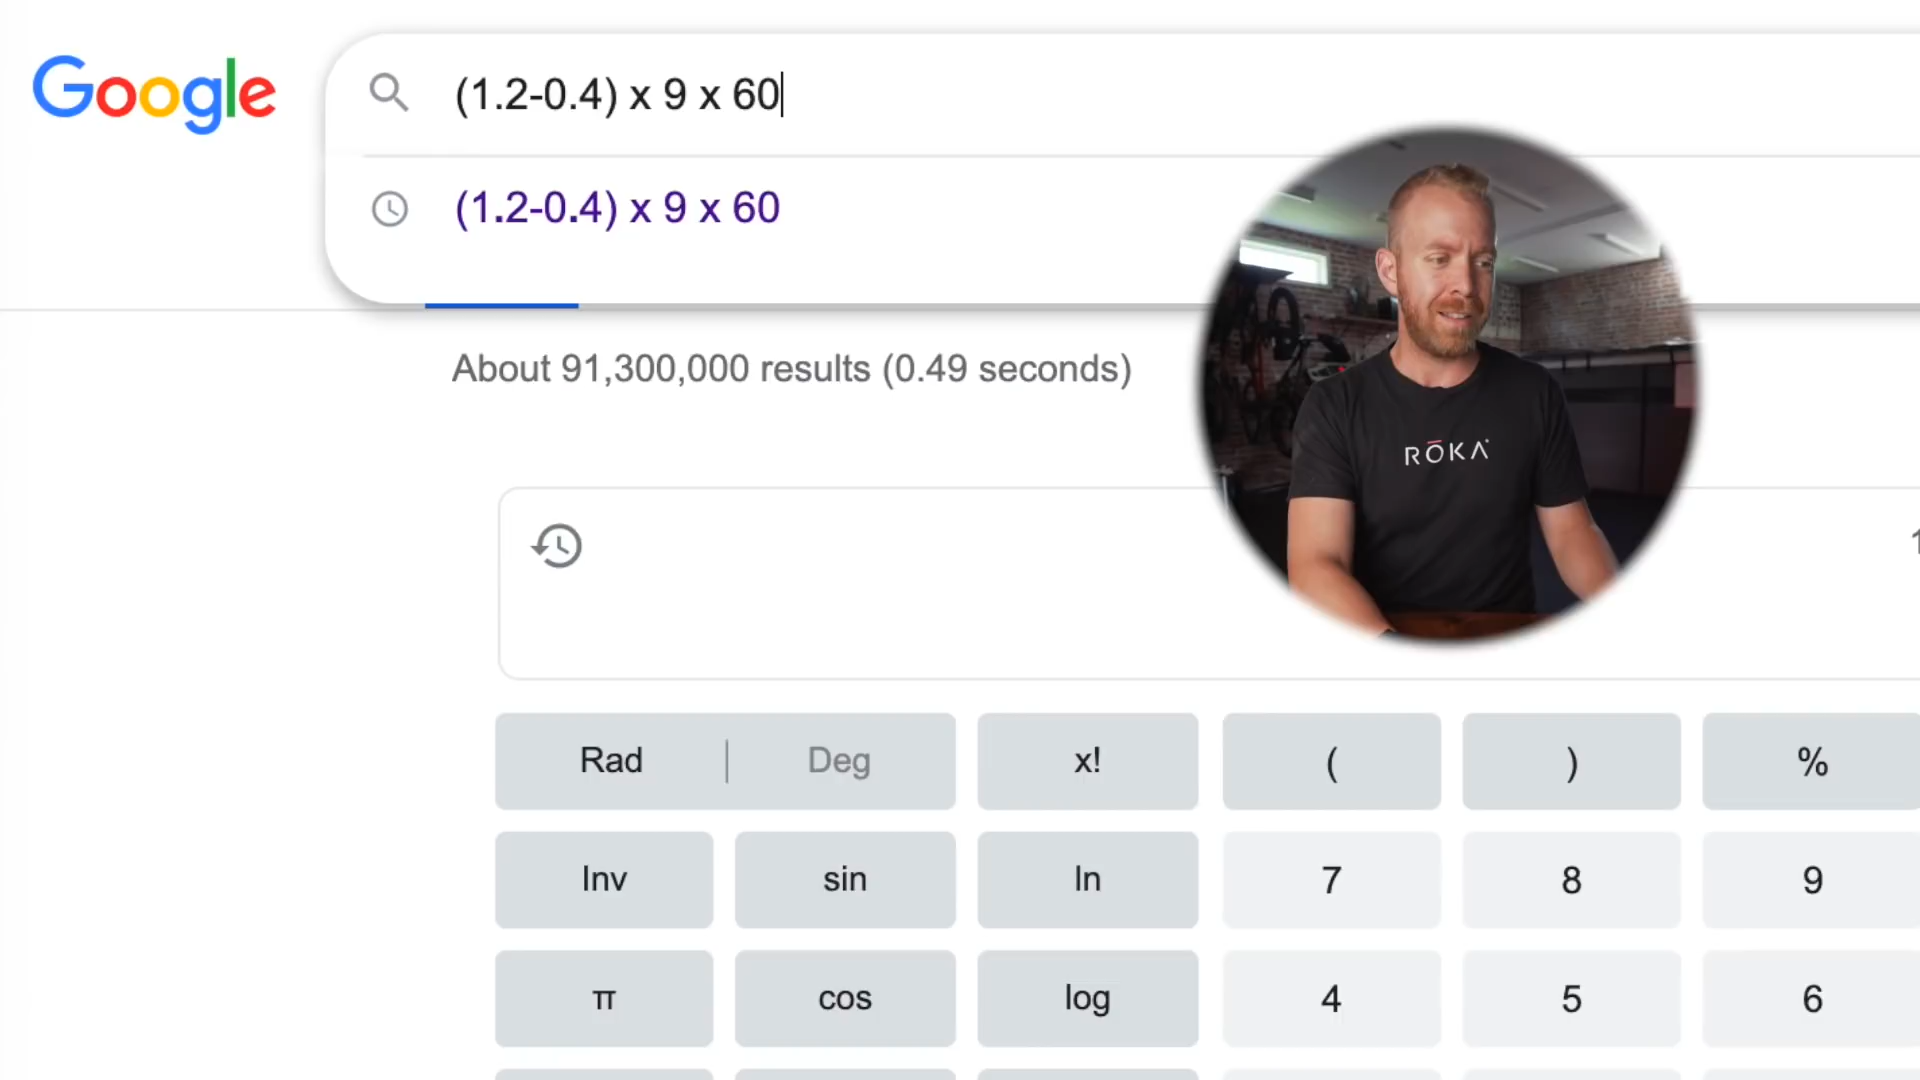 Google
(1.2-0.4) x 9 x 60
(1.2-0.4) x 9 x 60
About 91,300,000 results (0.49 seconds)
RŌKA
Rad | Deg x! ( ) %
Inv sin ln 7 8 9
π cos log 4 5 6